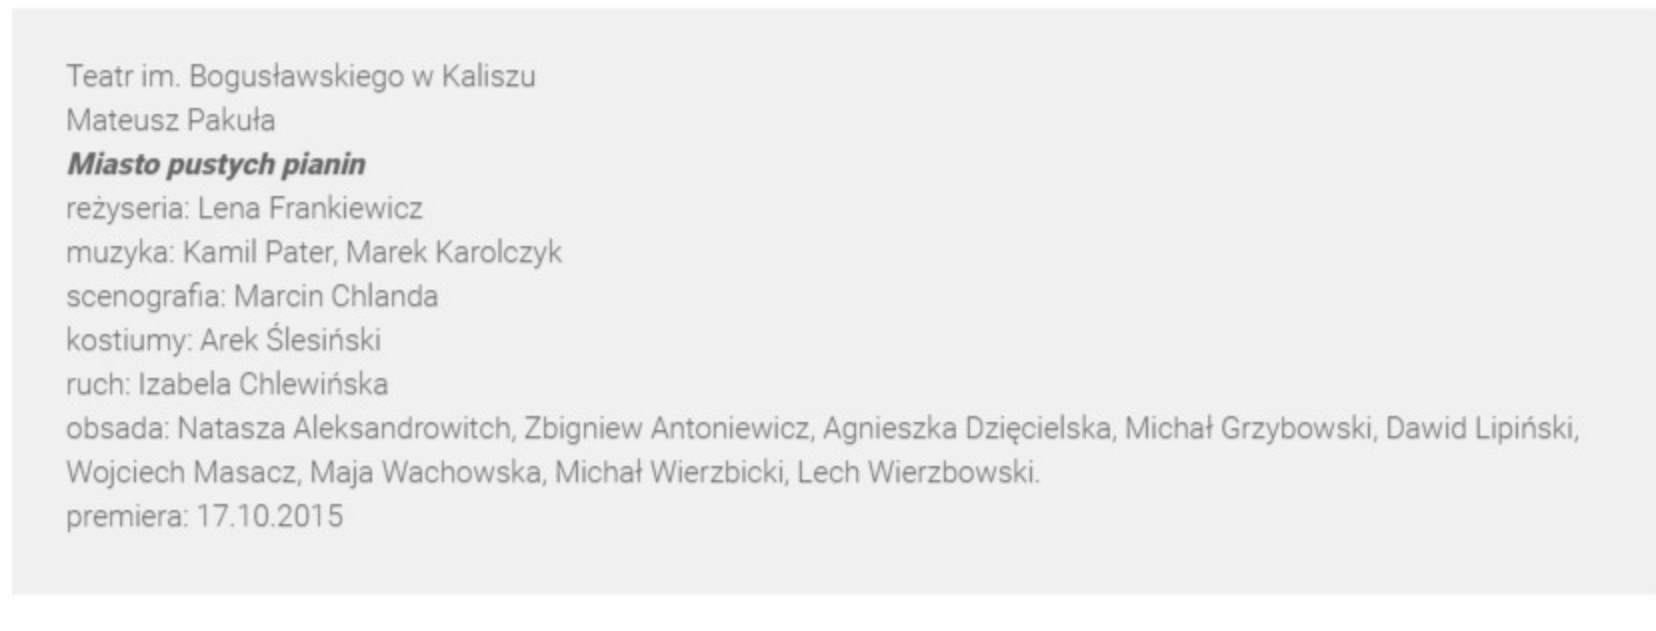 Teatr im. Bogusławskiego w Kaliszu
Mateusz Pakuła
Miasto pustych pianin
reżyseria: Lena Frankiewicz
muzyka: Kamil Pater, Marek Karolczyk
scenografia: Marcin Chlanda
kostiumy: Arek Ślesiński
ruch: Izabela Chlewińska
obsada: Natasza Aleksandrowitch, Zbigniew Antoniewicz, Agnieszka Dzięcielska, Michał Grzybowski, Dawid Lipiński,
Wojciech Masacz, Maja Wachowska, Michał Wierzbicki, Lech Wierzbowski.
premiera: 17.10.2015